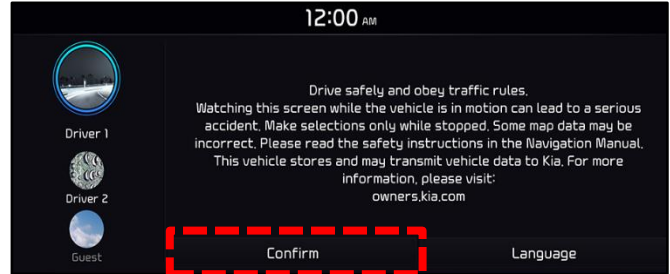 12:00 AM
Driver 1
Driver 2
Guest
Drive safely and obey traffic rules.
Watching this screen while the vehicle is in motion can lead to a serious
accident. Make selections only while stopped. Some map data may be
incorrect. Please read the safety instructions in the Navigation Manual.
This vehicle stores and may transmit vehicle data to Kia. For more
information, please visit:
owners.kia.com
Confirm
Language